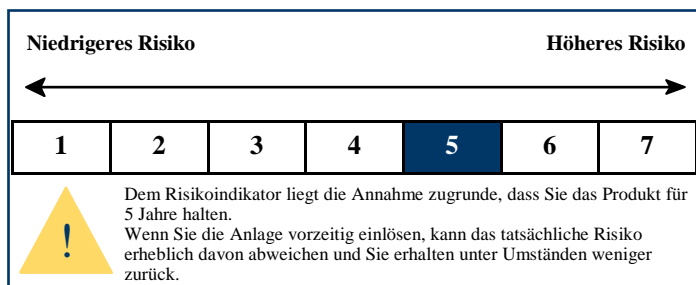 Niedrigeres Risiko Höheres Risiko
1 2 3 4 5 6 7
Dem Risikoindikator liegt die Annahme zugrunde, dass Sie das Produkt für
5 Jahre halten.
Wenn Sie die Anlage vorzeitig einlösen, kann das tatsächliche Risiko
erheblich davon abweichen und Sie erhalten unter Umständen weniger
zurück.
!